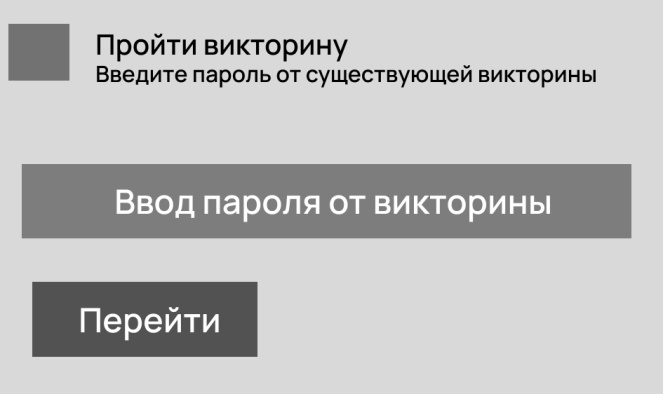 Пройти викторину
Введите пароль от существующей викторины
Ввод пароля от викторины
Перейти